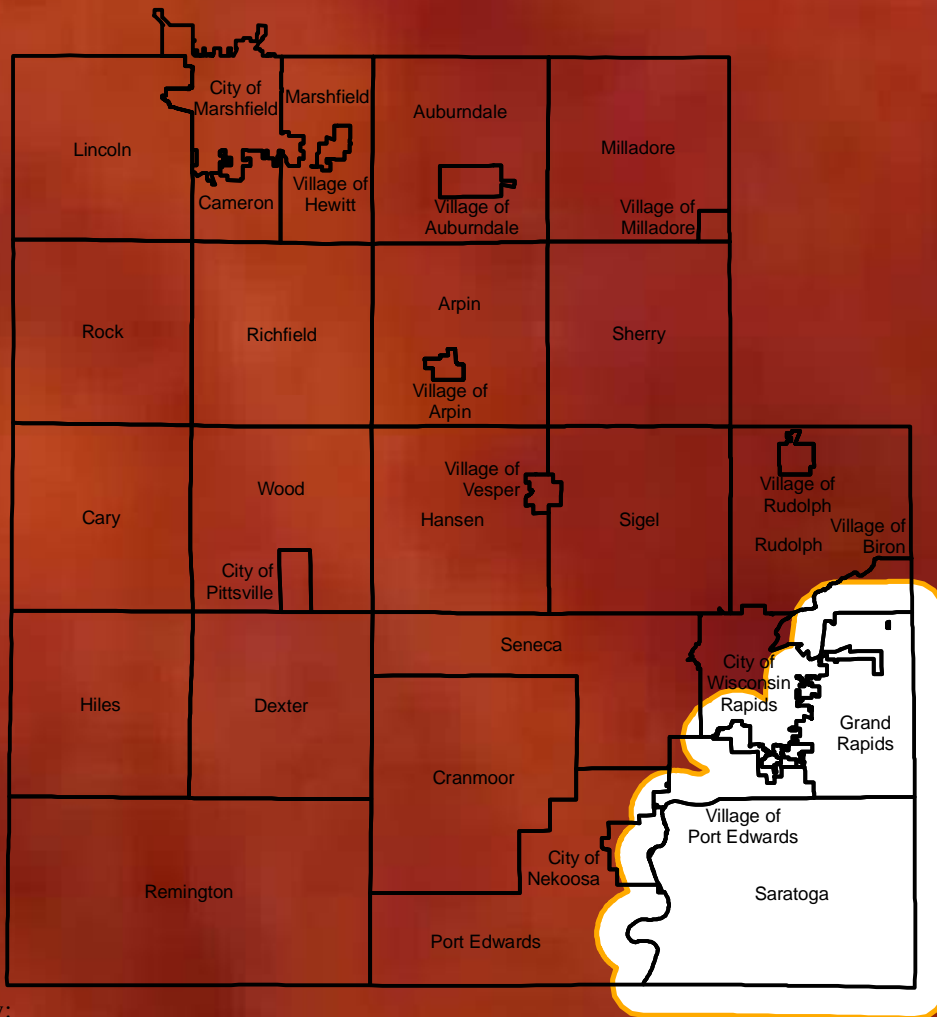 City of
Marshfield
Marshfield
Auburndale
Lincoln
Milladore
Village of
Hewitt
Cameron
Village of
Auburndale
Village of
Milladore
Rock
Richfield
Arpin
Sherry
Village of
Arpin
Cary
Wood
Village of
Vesper
Hansen
Sigel
Village of
Rudolph
Rudolph
Village of
Biron
City of
Pittsville
Hiles
Dexter
Seneca
City of
Wisconsin
Rapids
Grand
Rapids
Cranmoor
Village of
Port Edwards
City of
Nekoosa
Remington
Saratoga
Port Edwards